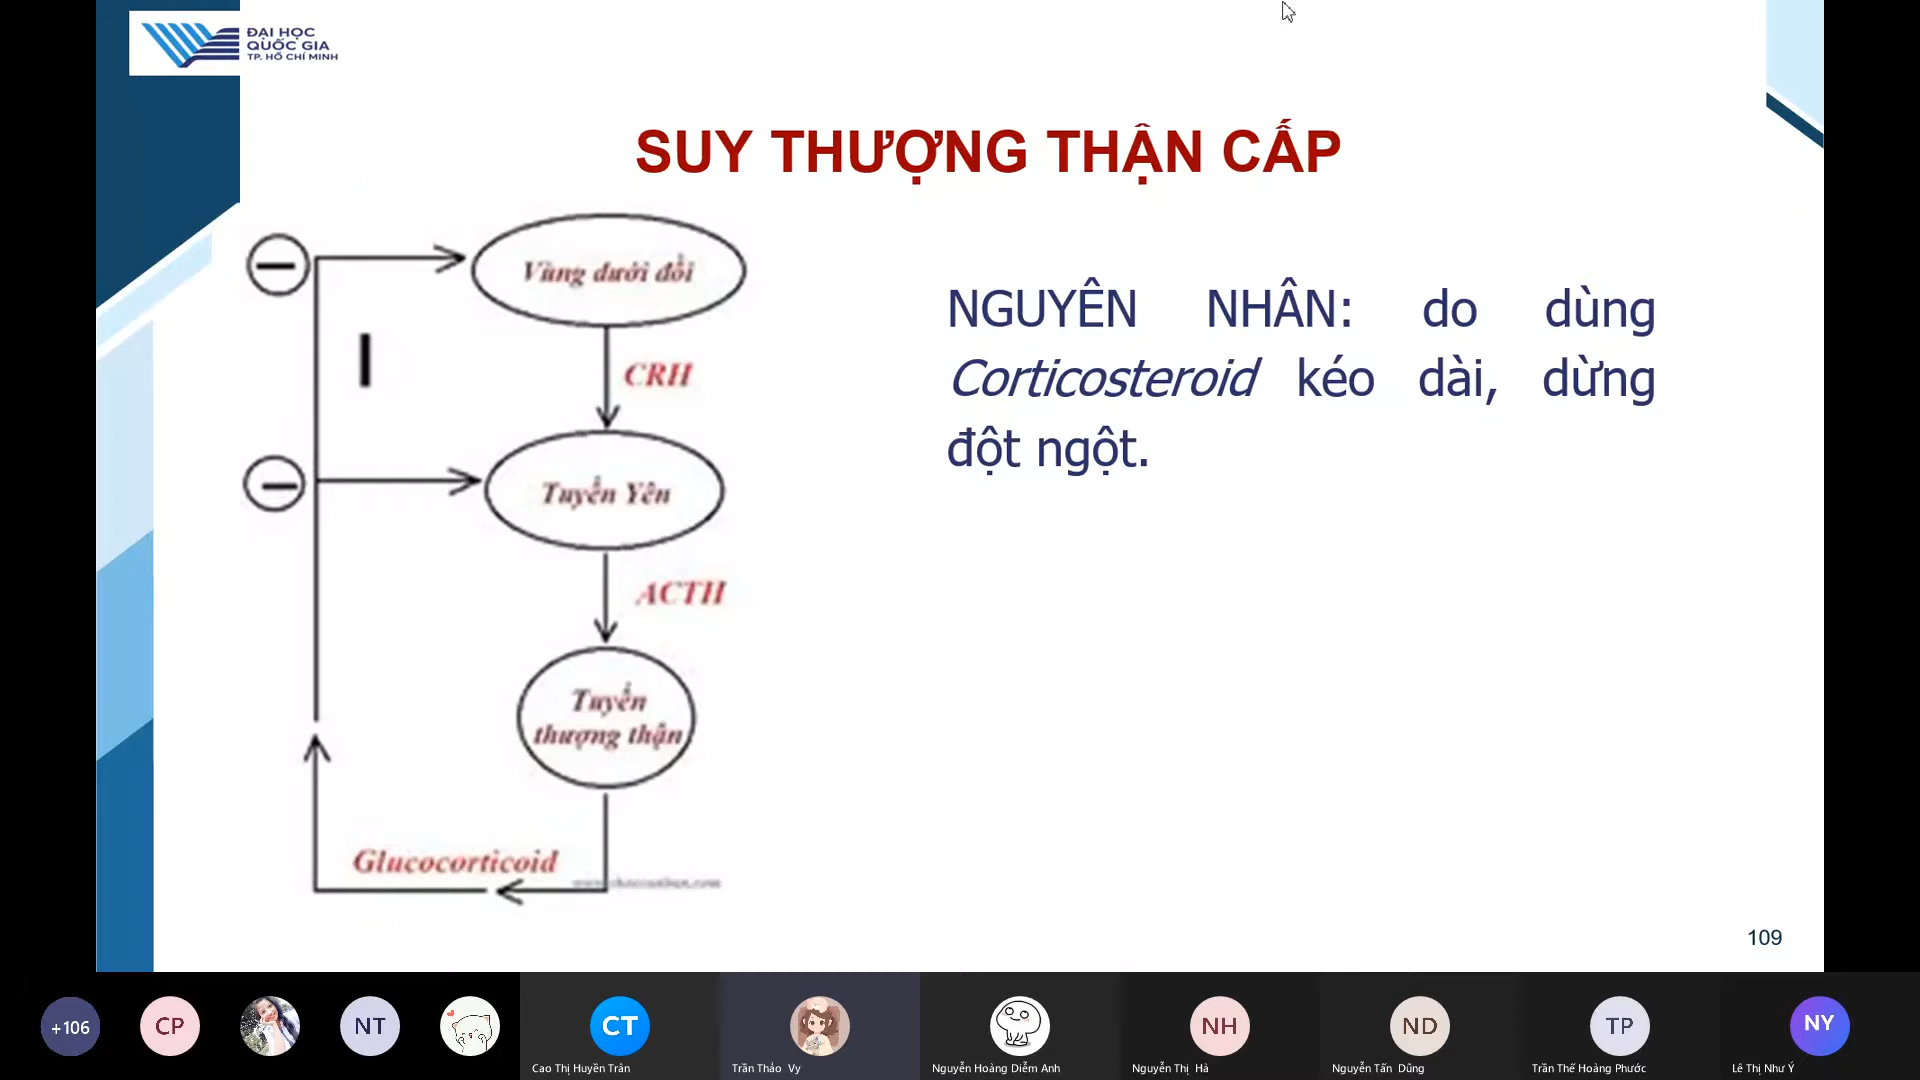 ĐẠI HỌC
QUỐC GIA
TP. HỒ CHÍ MINH
SUY THƯỢNG THẬN CẤP
Vùng dưới đồi
CRH
Tuyến Yên
ACTH
Tuyến
thượng thận
Glucocorticoid
NGUYÊN NHÂN: do dùng
Corticosteroid kéo dài, dừng
đột ngột.
109
+106
CP
NT
CT
NH
ND
TP
NY
Cao Thị Huyền Trân
Trần Thảo Vy
Nguyễn Hoàng Diễm Anh
Nguyễn Thị Hà
Nguyễn Tấn Dũng
Trần Thế Hoàng Phước
Lê Thị Như Ý